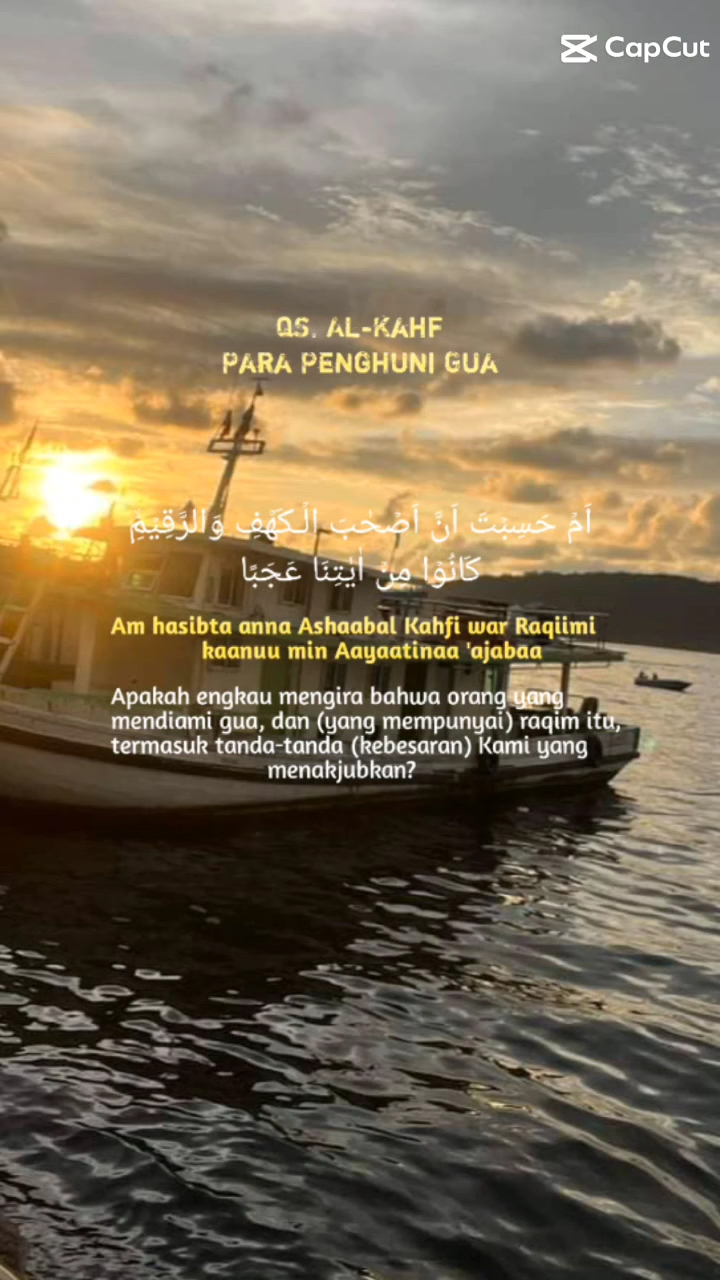 CapCut
QS. AL-KAHF
PARA PENGHUNI GUA
اَمْ حَسِبْتَ اَنَّ اَصْحٰبَ الْكَهْفِ وَالرَّقِيْمِۙ
كَانُوْا مِنْ اٰيٰتِنَا عَجَبًا
Am hasibta anna Ashaabal Kahfi war Raqiimi
kaanuu min Aayaatinaa 'ajabaa
Apakah engkau mengira bahwa orang yang
mendiami gua, dan (yang mempunyai) raqim itu,
termasuk tanda-tanda (kebesaran) Kami yang
menakjubkan?